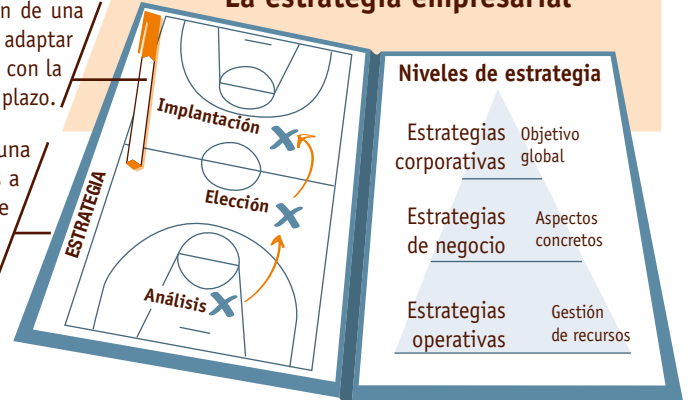 La estrategia empresarial
n de una
adaptar
con la
plazo.
una
a
e
ESTRATEGIA
Implantación
Elección
Análisis
Niveles de estrategia
Estrategias
corporativas
Objetivo
global
Estrategias
de negocio
Aspectos
concretos
Estrategias
operativas
Gestión
de recursos